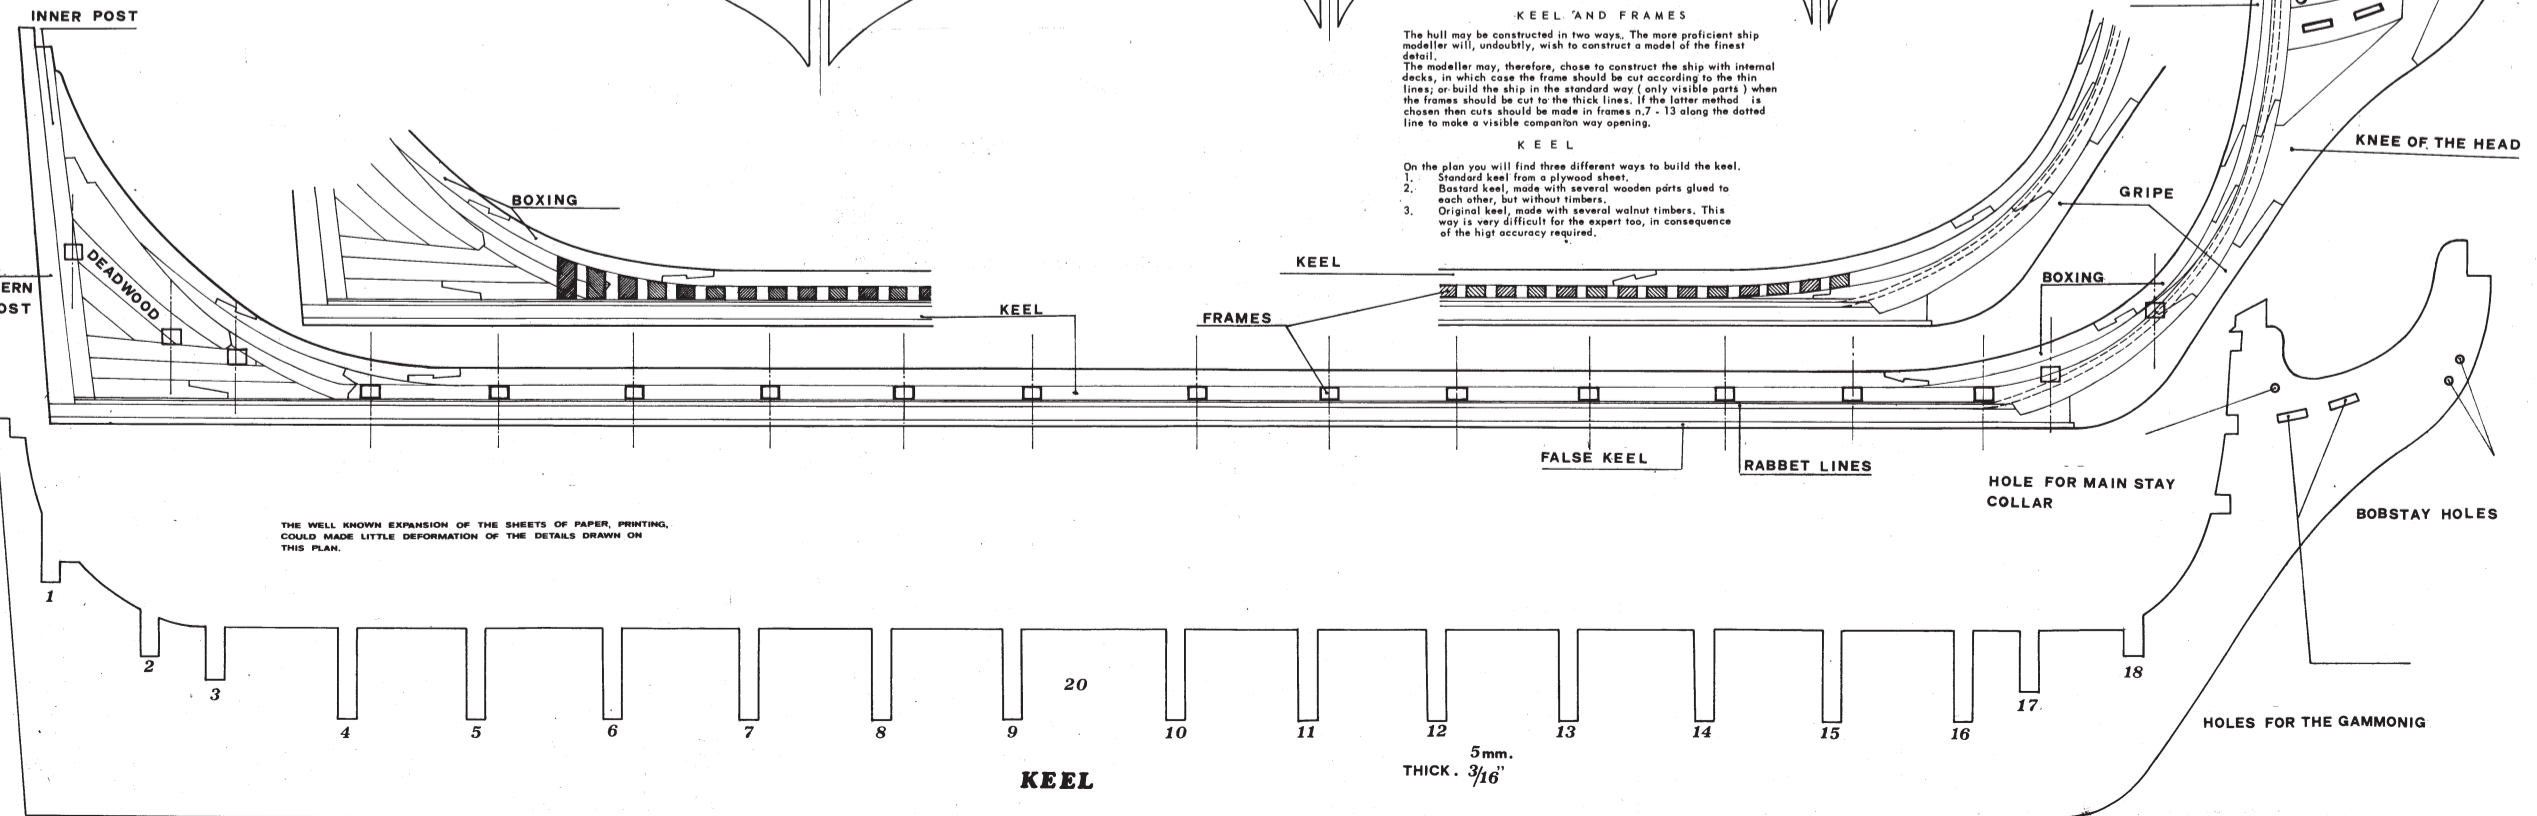 INNER POST
KEEL AND FRAMES
The hull may be constructed in two ways. The more proficient ship
modeller will, undoubtly, wish to construct a model of the finest
detail.
The modeller may, therefore, chose to construct the ship with internal
decks, in which case the frame should be cut according to the thin
lines; or build the ship in the standard way ( only visible parts ) when
the frames should be cut to the thick lines. If the latter method is
chosen then cuts should be made in frames n.7 - 13 along the dotted
line to make a visible companion way opening.
KEEL
On the plan you will find three different ways to build the keel.
1. Standard keel from a plywood sheet.
2. Bastard keel, made with several wooden parts glued to
each other, but without timbers.
3. Original keel, made with several walnut timbers. This
way is very difficult for the expert too, in consequence
of the higt accuracy required.
KNEE OF THE HEAD
GRIPE
BOXING
DEADWOOD
ERN
OST
KEEL
BOXING
KEEL
FRAMES
FALSE KEEL
RABBET LINES
HOLE FOR MAIN STAY
COLLAR
BOBSTAY HOLES
THE WELL KNOWN EXPANSION OF THE SHEETS OF PAPER, PRINTING,
COULD MADE LITTLE DEFORMATION OF THE DETAILS DRAWN ON
THIS PLAN.
1
2
3
4
5
6
7
8
9
20
10
11
12
13
14
15
16
17
18
HOLES FOR THE GAMMONIG
KEEL
5mm.
THICK. 3/16"